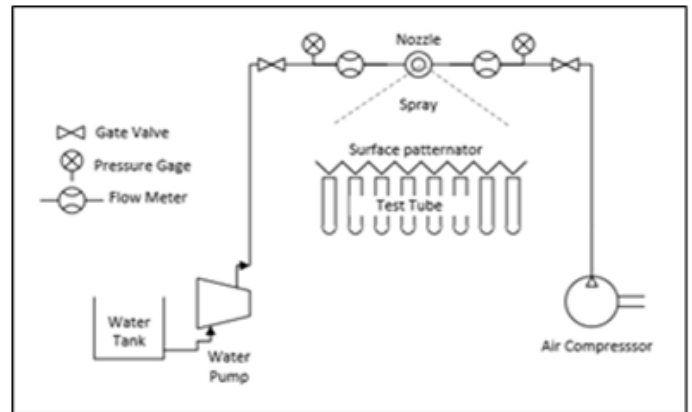 Nozzle
Spray
Surface patternator
Test Tube
Gate Valve
Pressure Gage
Flow Meter
Water
Tank
Water
Pump
Air Compresssor